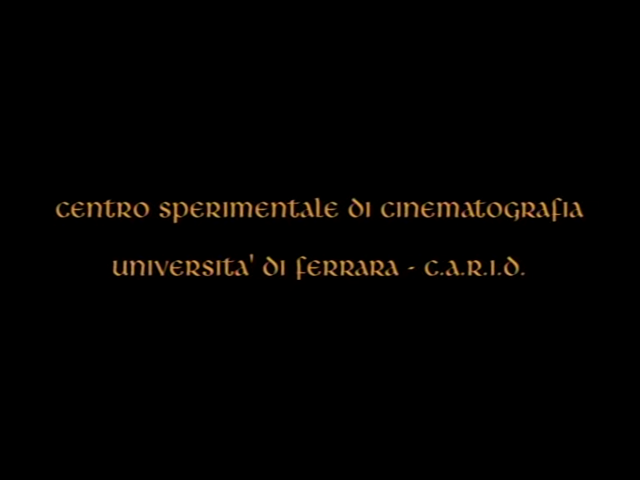 centro sperimentale di cinematografia
universita' di ferrara - c.a.r.i.d.